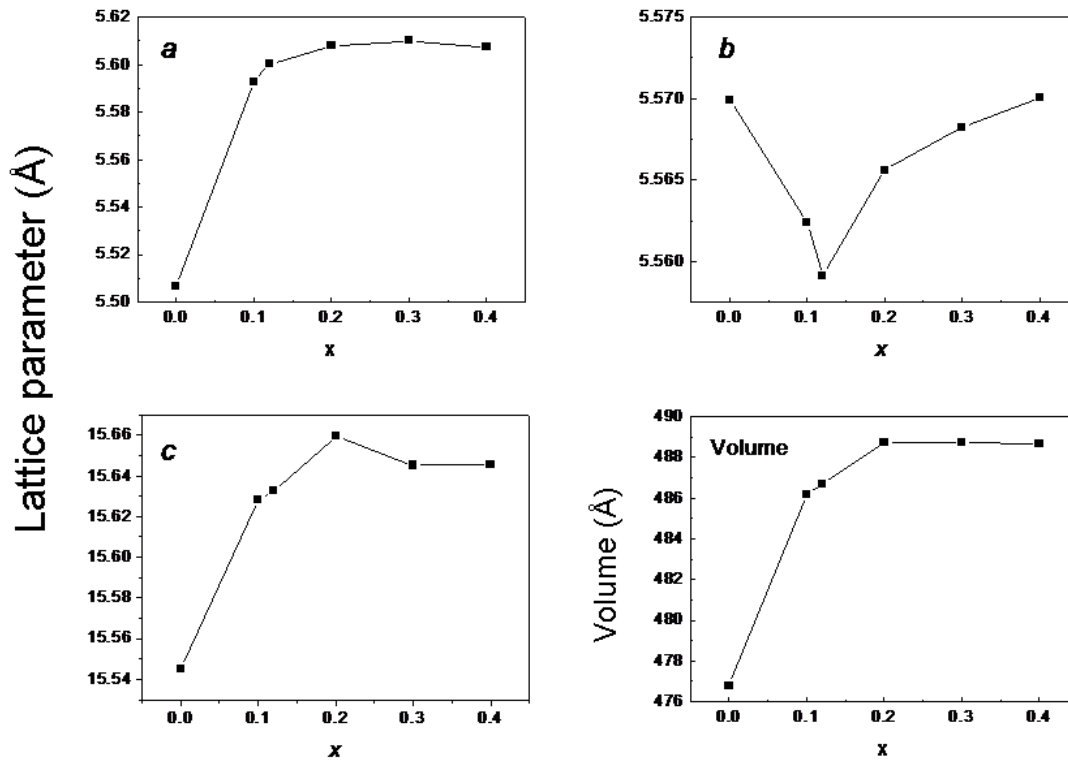 Lattice parameter (Å)
a
5.62
5.60
5.58
5.56
5.54
5.52
5.50
0.0 0.1 0.2 0.3 0.4
x
b
5.575
5.570
5.565
5.560
0.0 0.1 0.2 0.3 0.4
x
c
15.66
15.64
15.62
15.60
15.58
15.56
15.54
0.0 0.1 0.2 0.3 0.4
x
Volume
Volume (Å)
490
488
486
484
482
480
478
476
0.0 0.1 0.2 0.3 0.4
x